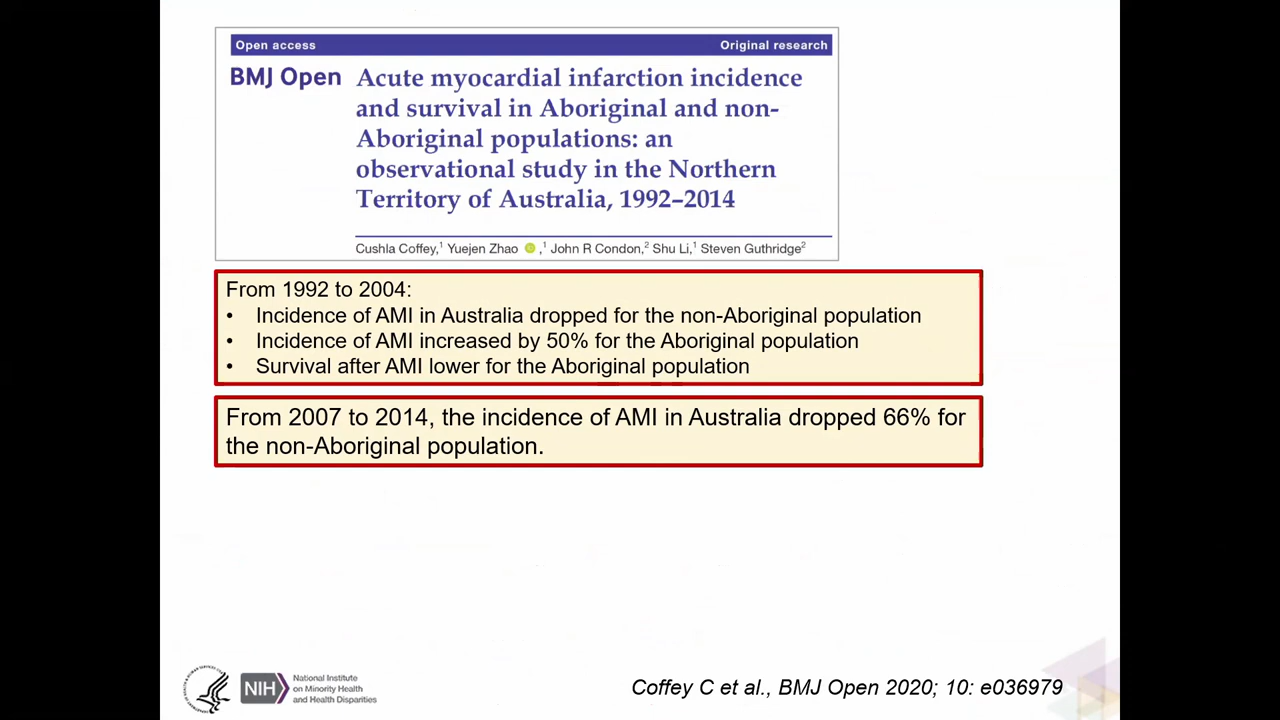 Open access
Original research
BMJ Open
Acute myocardial infarction incidence
and survival in Aboriginal and non-
Aboriginal populations: an
observational study in the Northern
Territory of Australia, 1992–2014
Cushla Coffey,¹ Yuejen Zhao ,¹ John R Condon,² Shu Li,¹ Steven Guthridge²
From 1992 to 2004:
• Incidence of AMI in Australia dropped for the non-Aboriginal population
• Incidence of AMI increased by 50% for the Aboriginal population
• Survival after AMI lower for the Aboriginal population
From 2007 to 2014, the incidence of AMI in Australia dropped 66% for
the non-Aboriginal population.
NIH
National Institute
on Minority Health
and Health Disparities
Coffey C et al., BMJ Open 2020; 10: e036979